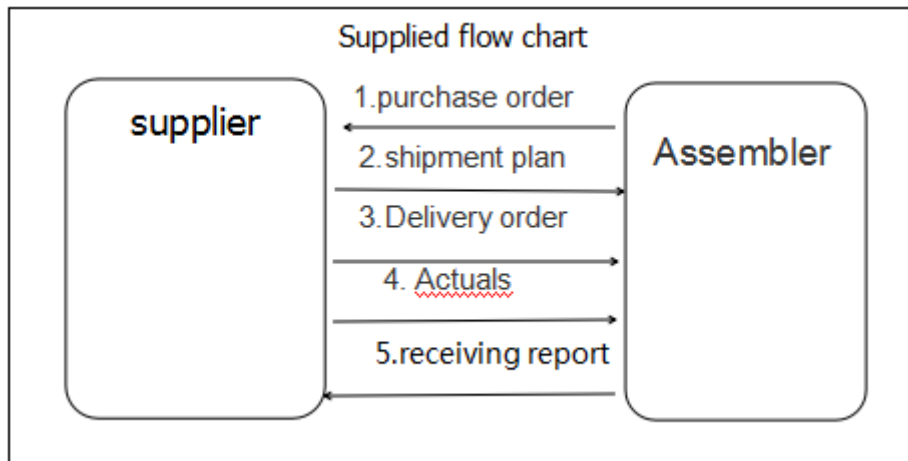 Supplied flow chart
supplier
1.purchase order
2.shipment plan
Assembler
3.Delivery order
4. Actuals
5.receiving report